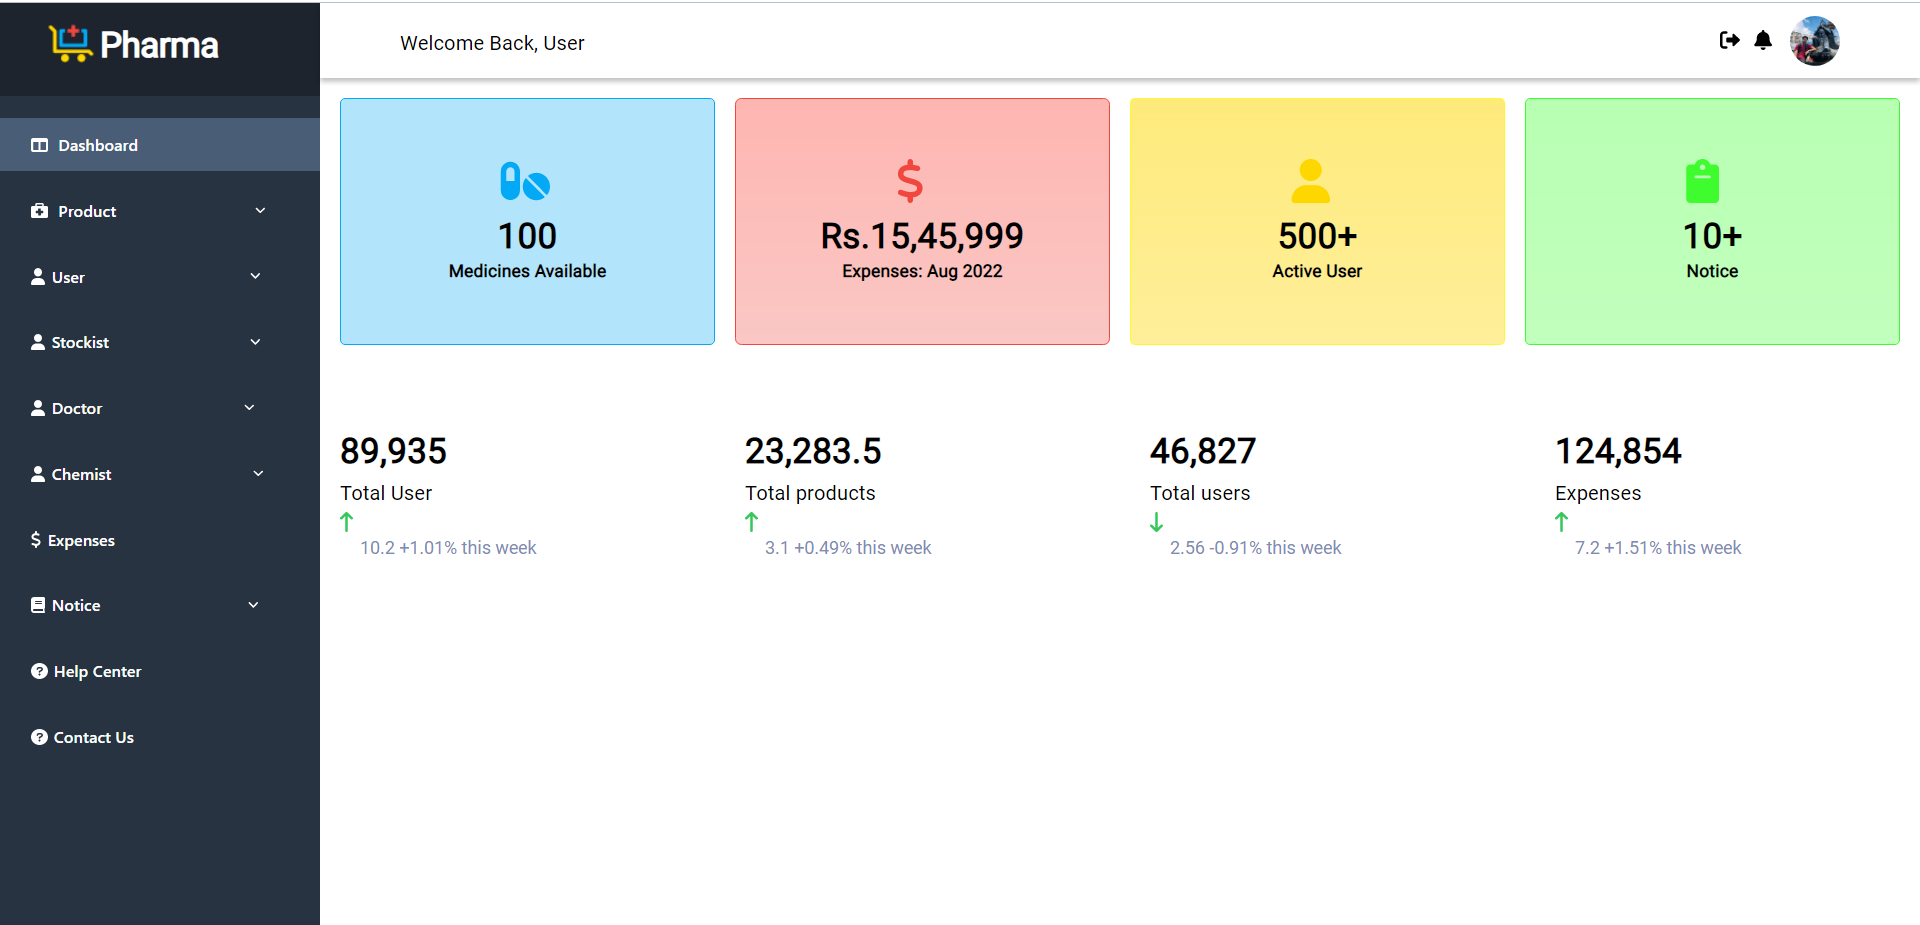 Pharma
Welcome Back, User
Dashboard
Product
User
Stockist
Doctor
Chemist
Expenses
Notice
Help Center
Contact Us
100
Medicines Available
Rs.15,45,999
Expenses: Aug 2022
500+
Active User
10+
Notice
89,935
Total User
10.2 +1.01% this week
23,283.5
Total products
3.1 +0.49% this week
46,827
Total users
2.56 -0.91% this week
124,854
Expenses
7.2 +1.51% this week